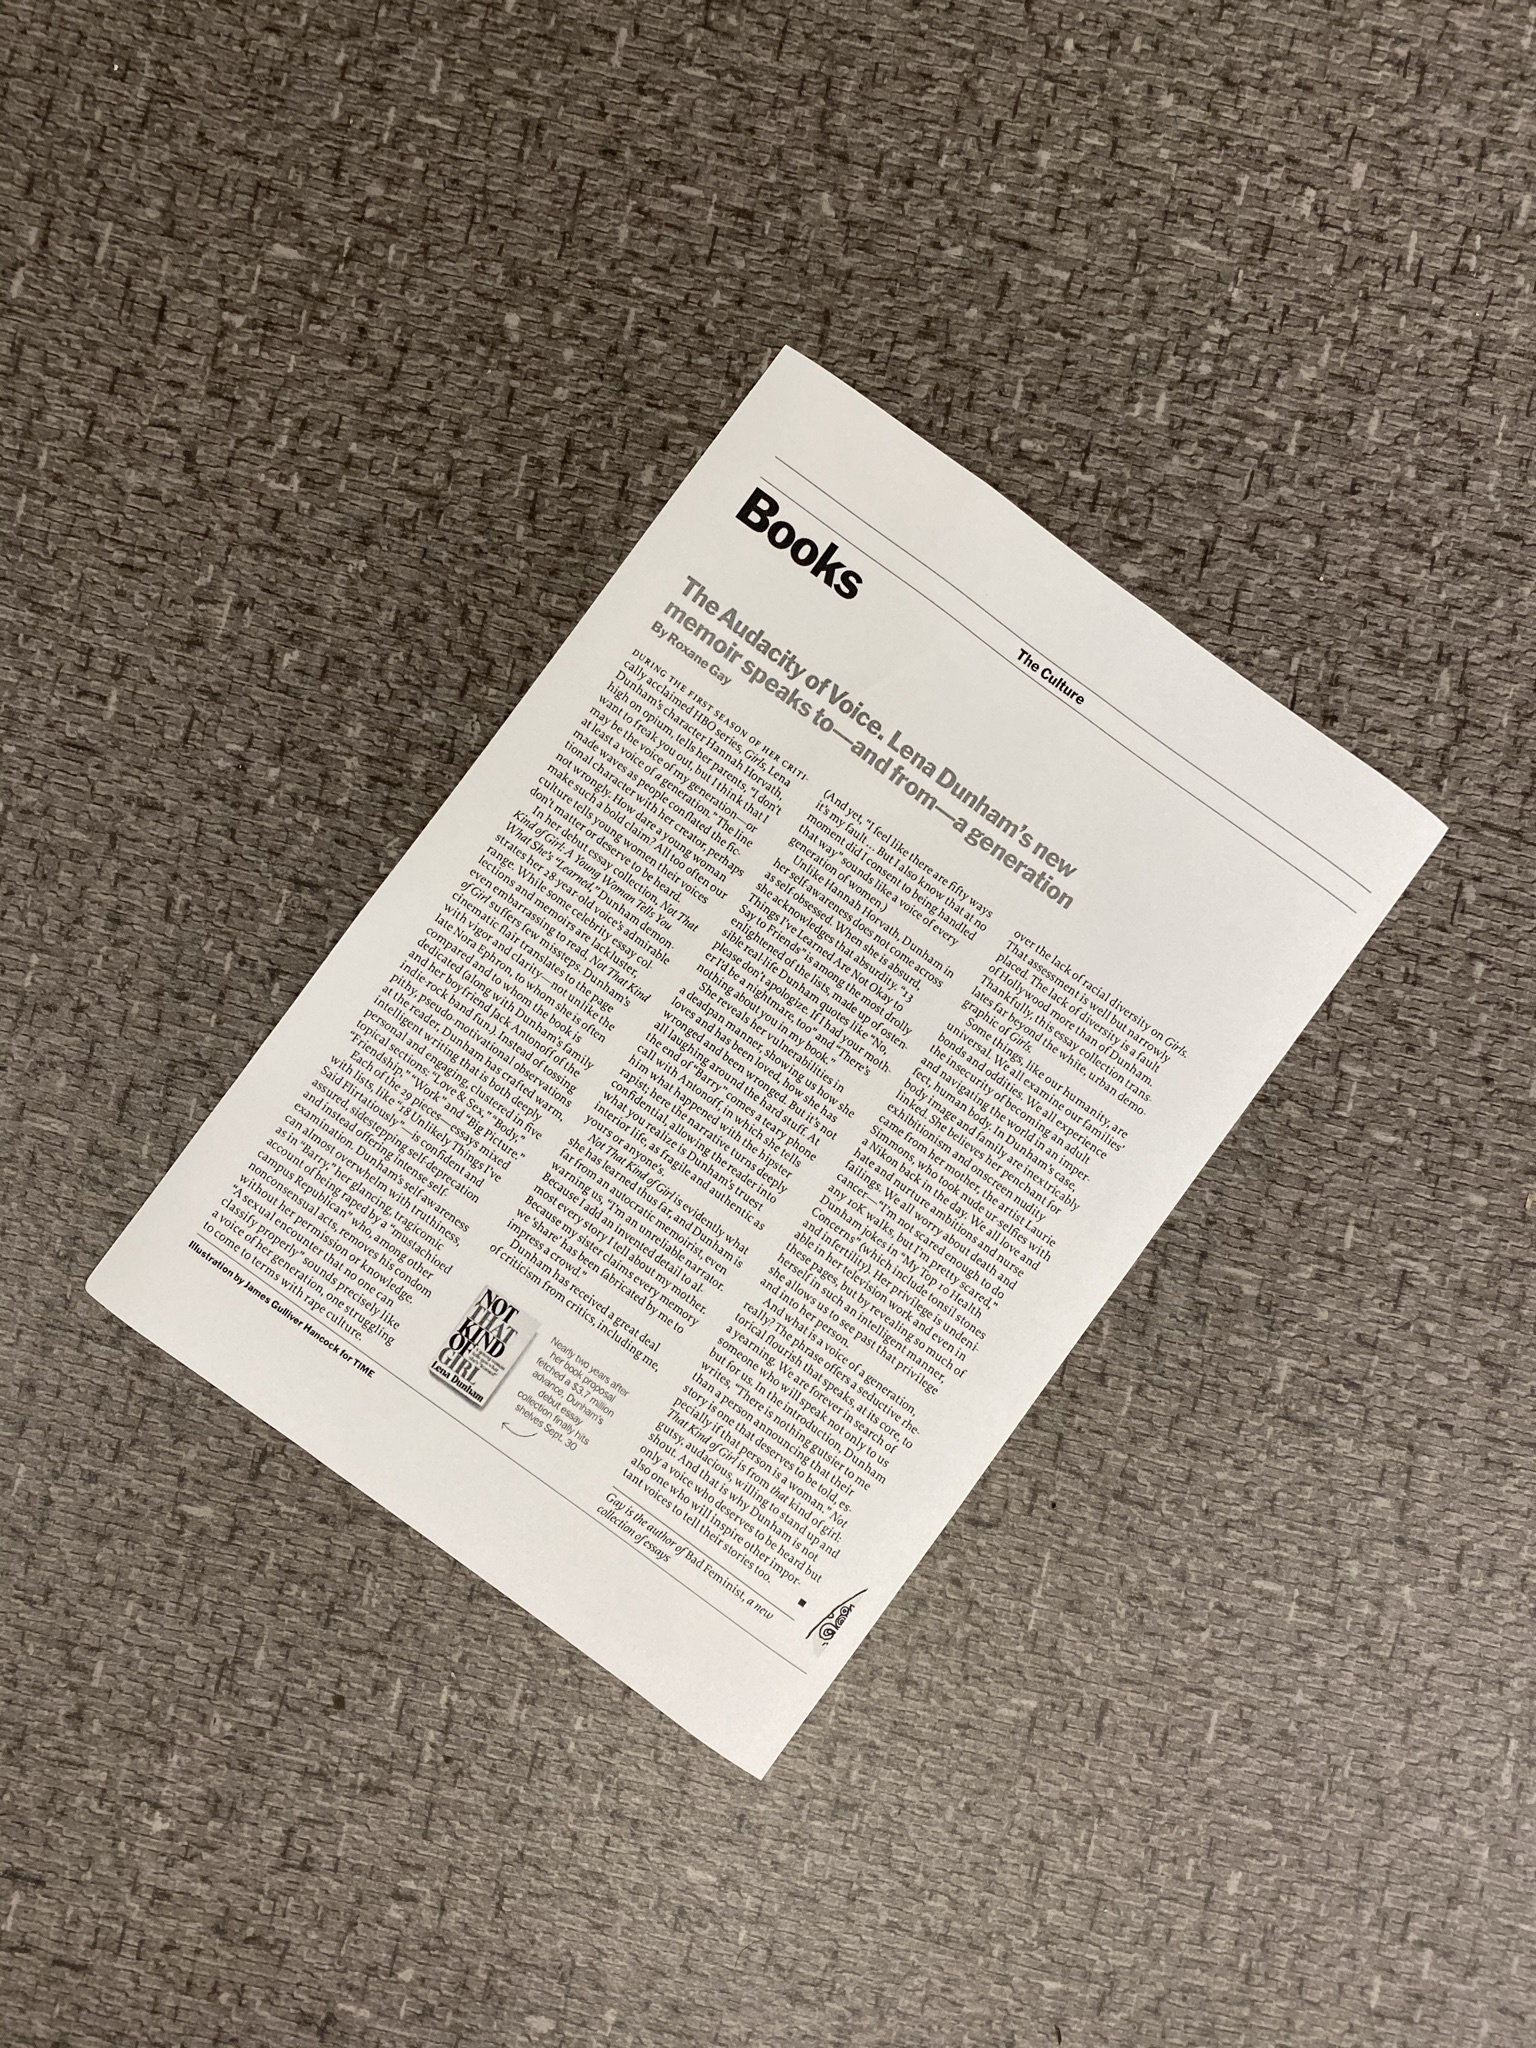 The Culture
Books
The Audacity of Voice. Lena Dunham's new
memoir speaks to—and from—a generation
By Roxane Gay
DURING THE FIRST SEASON OF HER CRITI-
cally acclaimed HBO series, Girls, Lena
Dunham's character Hannah Horvath,
high on opium, tells her parents, "I don't
want to freak you out, but I think that I
may be the voice of my generation—or
at least a voice of a generation." The line
made waves as people conflated the fic-
tional character with her creator, perhaps
not wrongly. How dare a young woman
make such a bold claim? All too often our
culture tells young women their voices
don't matter or deserve to be heard.
In her debut essay collection, Not That
Kind of Girl: A Young Woman Tells You
What She's "Learned," Dunham demon-
strates her 28-year-old voice's admirable
range. While some celebrity essay col-
lections and memoirs are lackluster,
even embarrassing to read, Not That Kind
of Girl suffers few missteps. Dunham's
cinematic flair translates to the page
with vigor and clarity—not unlike the
late Nora Ephron, to whom she is often
compared and to whom the book is
dedicated (along with Dunham's family
and her boyfriend Jack Antonoff of the
indie-rock band fun.). Instead of tossing
pithy, pseudo-motivational observations
at the reader, Dunham has crafted warm,
intelligent writing that is both deeply
personal and engaging, clustered in five
topical sections: "Love & Sex," "Body,"
"Friendship," "Work" and "Big Picture."
Each of the 29 pieces—essays mixed
with lists, like "18 Unlikely Things I've
Said Flirtatiously"—is confident and
assured, sidestepping self-deprecation
and instead offering intense self-
examination. Dunham's self-awareness
can almost overwhelm with truthiness,
as in "Barry," her glancing, tragicomic
account of being raped by a "mustachioed
campus Republican" who, among other
nonconsensual acts, removes his condom
without her permission or knowledge.
"A sexual encounter that no one can
classify properly" sounds precisely like
a voice of her generation, one struggling
to come to terms with rape culture.
(And yet, "I feel like there are fifty ways
it's my fault ... But I also know that at no
moment did I consent to being handled
that way" sounds like a voice of every
generation of women.)
Unlike Hannah Horvath, Dunham in
her self-awareness does not come across
as self-obsessed. When she is absurd,
she acknowledges that absurdity. "13
Things I've Learned Are Not Okay to
Say to Friends" is among the most drolly
enlightened of the lists, made up of osten-
sible real life Dunham quotes like "No,
please don't apologize. If I had your moth-
er I'd be a nightmare, too" and "There's
nothing about you in my book."
She reveals her vulnerabilities in
a deadpan manner, showing us how she
loves and has been loved, how she has
wronged and been wronged. But it's not
all laughing around the hard stuff. At
the end of "Barry" comes a teary phone
call with Antonoff, in which she tells
him what happened with the hipster
rapist; here the narrative turns deeply
confidential, allowing the reader into
what you realize is Dunham's truest
interior life, as fragile and authentic as
yours or anyone's.
Not That Kind of Girl is evidently what
she has learned thus far, and Dunham is
far from an autocratic memoirist, even
warning us, "I'm an unreliable narrator.
Because I add an invented detail to al-
most every story I tell about my mother.
Because my sister claims every memory
we 'share' has been fabricated by me to
impress a crowd."
Dunham has received a great deal
of criticism from critics, including me,
over the lack of racial diversity on Girls.
That assessment is well but narrowly
placed. The lack of diversity is a fault
of Hollywood more than of Dunham.
Thankfully, this essay collection trans-
lates far beyond the white, urban demo-
graphic of Girls.
Some things, like our humanity, are
universal. We all examine our families'
bonds and oddities. We all experience
the insecurity of becoming an adult
and navigating the world in an imper-
fect, human body. In Dunham's case,
body image and family are inextricably
linked. She believes her penchant for
exhibitionism and onscreen nudity
came from her mother, the artist Laurie
Simmons, who took nude ur selfies with
a Nikon back in the day. We all love and
hate and nurture ambitions and nurse
failings. We all worry about death and
cancer—"I'm not scared enough to do
any 10K walks, but I'm pretty scared,"
Dunham jokes in "My Top 10 Health
Concerns" (which include tonsil stones
and infertility). Her privilege is undeni-
able in her television work and even in
these pages, but by revealing so much of
herself in such an intelligent manner,
she allows us to see past that privilege
and into her person.
And what is a voice of a generation,
really? The phrase offers a seductive rhe-
torical flourish that speaks, at its core, to
a yearning. We are forever in search of
someone who will speak not only to us
but for us. In the introduction, Dunham
writes, "There is nothing gutsier to me
than a person announcing that their
story is one that deserves to be told, es-
pecially if that person is a woman." Not
That Kind of Girl is from that kind of girl:
gutsy, audacious, willing to stand up and
shout. And that is why Dunham is not
only a voice who deserves to be heard but
also one who will inspire other impor-
tant voices to tell their stories too.
Gay is the author of Bad Feminist, a new
collection of essays
NOT
THAT
KIND
OF
GIRL
Lena Dunham
Nearly two years after
her book proposal
fetched a $3.7 million
advance, Dunham's
debut essay
collection finally hits
shelves Sept. 30
Illustration by James Gulliver Hancock for TIME